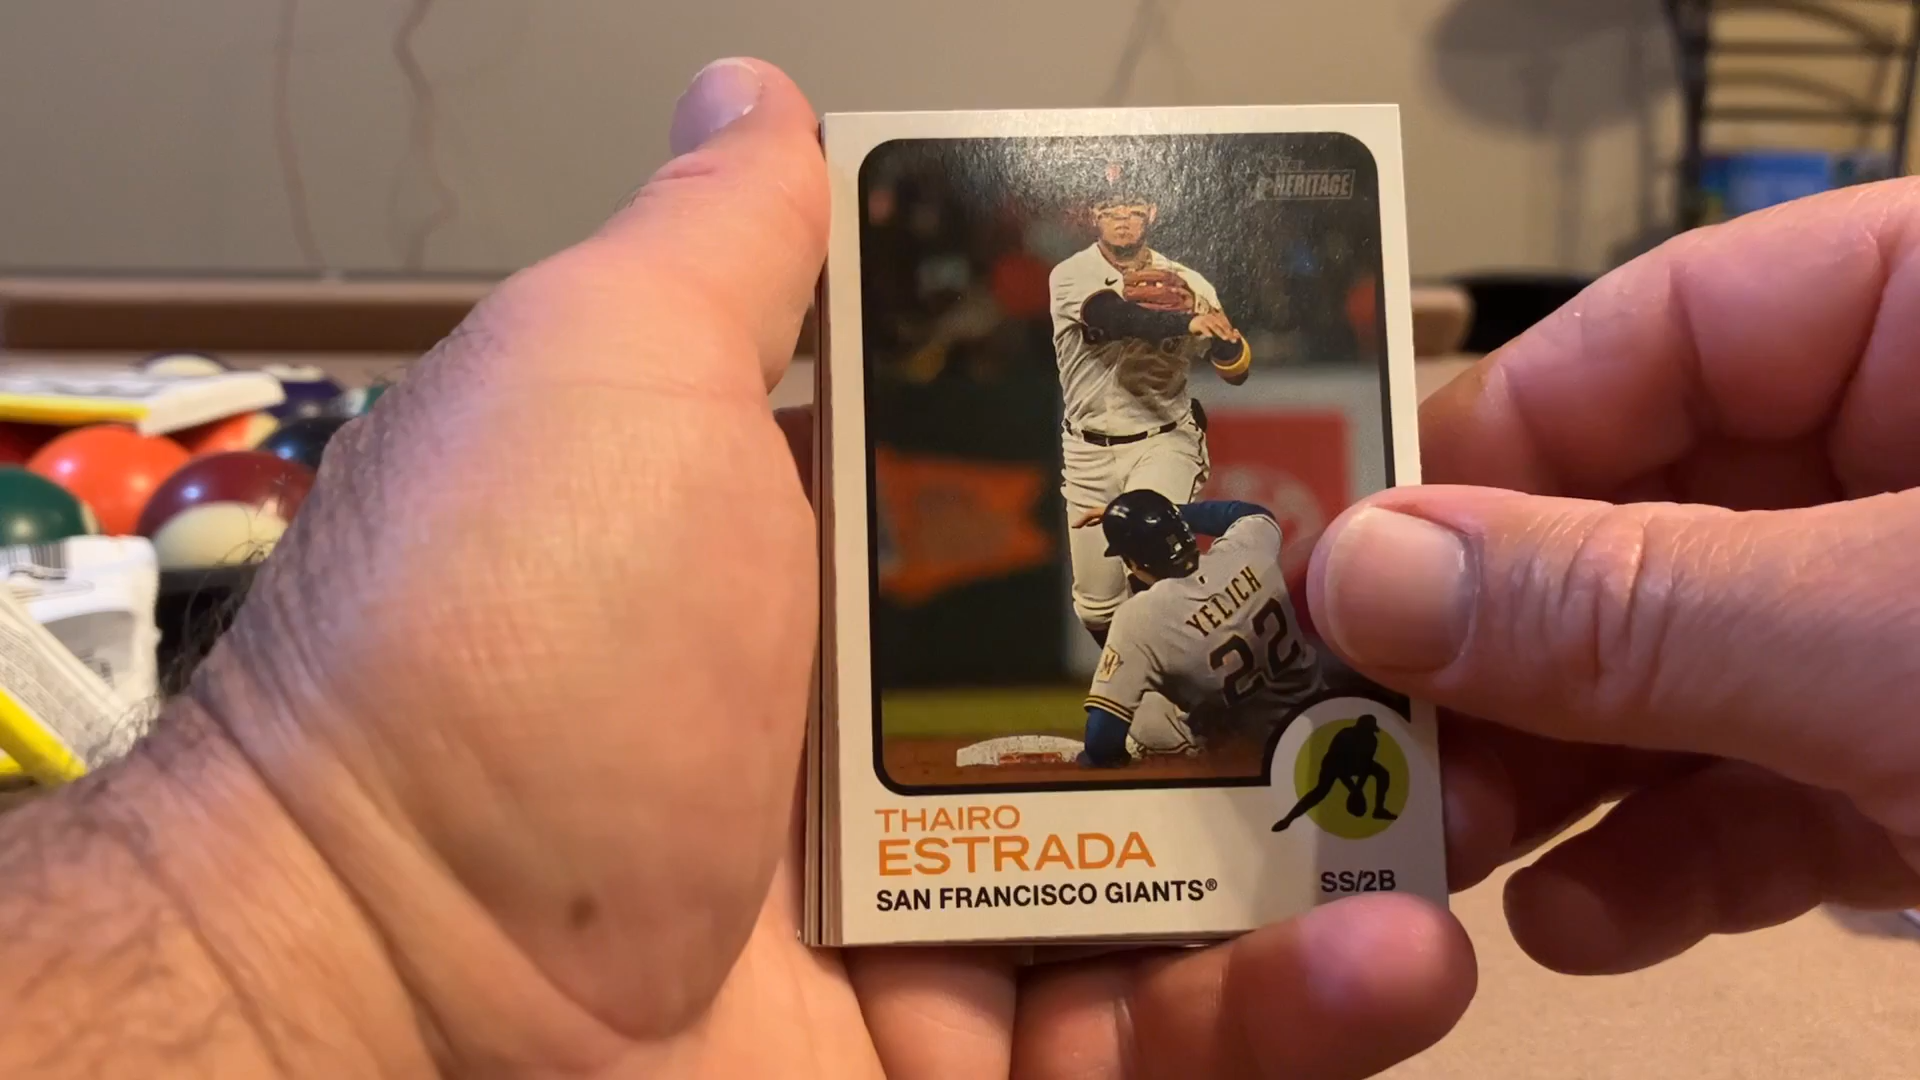 HERITAGE
YELICH
22
THAIRO
ESTRADA
SAN FRANCISCO GIANTS®
SS/2B